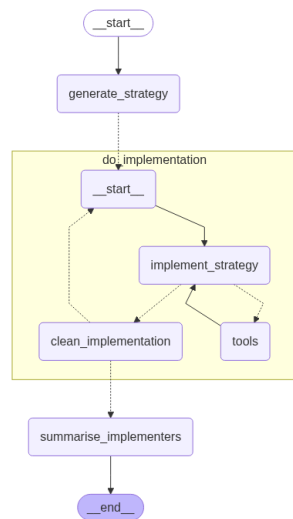 __start__
generate_strategy
do_implementation
__start__
implement_strategy
clean_implementation
tools
summarise_implementers
__end__